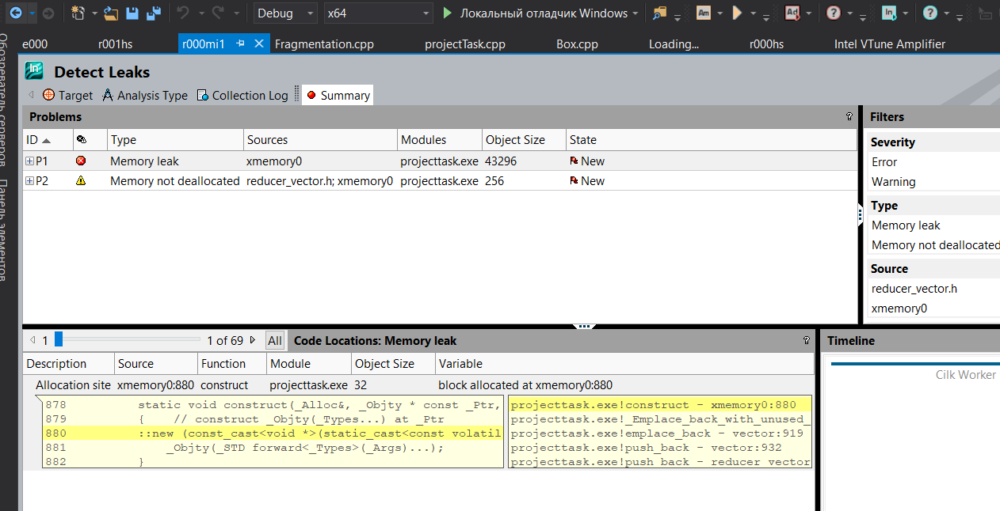 Debug x64 Локальный отладчик Windows Am Ad ? In ?
e000 r001hs r000mi1 Fragmentation.cpp projectTask.cpp Box.cpp Loading... r000hs Intel VTune Amplifier
Обозреватель серверов
Панель элементов
In Detect Leaks
Target Analysis Type Collection Log Summary
Problems ?
ID Type Sources Modules Object Size State
P1 Memory leak xmemory0 projecttask.exe 43296 New
P2 Memory not deallocated reducer_vector.h; xmemory0 projecttask.exe 256 New
Filters
Severity
Error
Warning
Type
Memory leak
Memory not deallocated
Source
reducer_vector.h
xmemory0
1 1 of 69 All Code Locations: Memory leak ?
Description Source Function Module Object Size Variable
Allocation site xmemory0:880 construct projecttask.exe 32 block allocated at xmemory0:880
878 static void construct(_Alloc&, _Objty * const _Ptr,
879 { // construct _Objty(_Types...) at _Ptr
880 ::new (const_cast<void *>(static_cast<const volatil
881 _Objty(_STD forward<_Types>(_Args)...);
882 }
projecttask.exe!construct - xmemory0:880
projecttask.exe!_Emplace_back_with_unused_
projecttask.exe!emplace_back - vector:919
projecttask.exe!push_back - vector:932
projecttask.exe!push_back - reducer_vector
Timeline
Cilk Worker